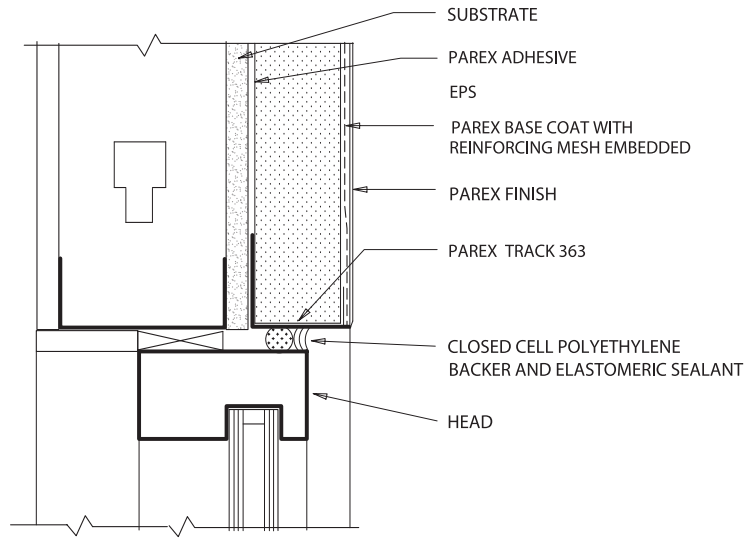 SUBSTRATE
PAREX ADHESIVE
EPS
PAREX BASE COAT WITH
REINFORCING MESH EMBEDDED
PAREX FINISH
PAREX TRACK 363
CLOSED CELL POLYETHYLENE
BACKER AND ELASTOMERIC SEALANT
HEAD